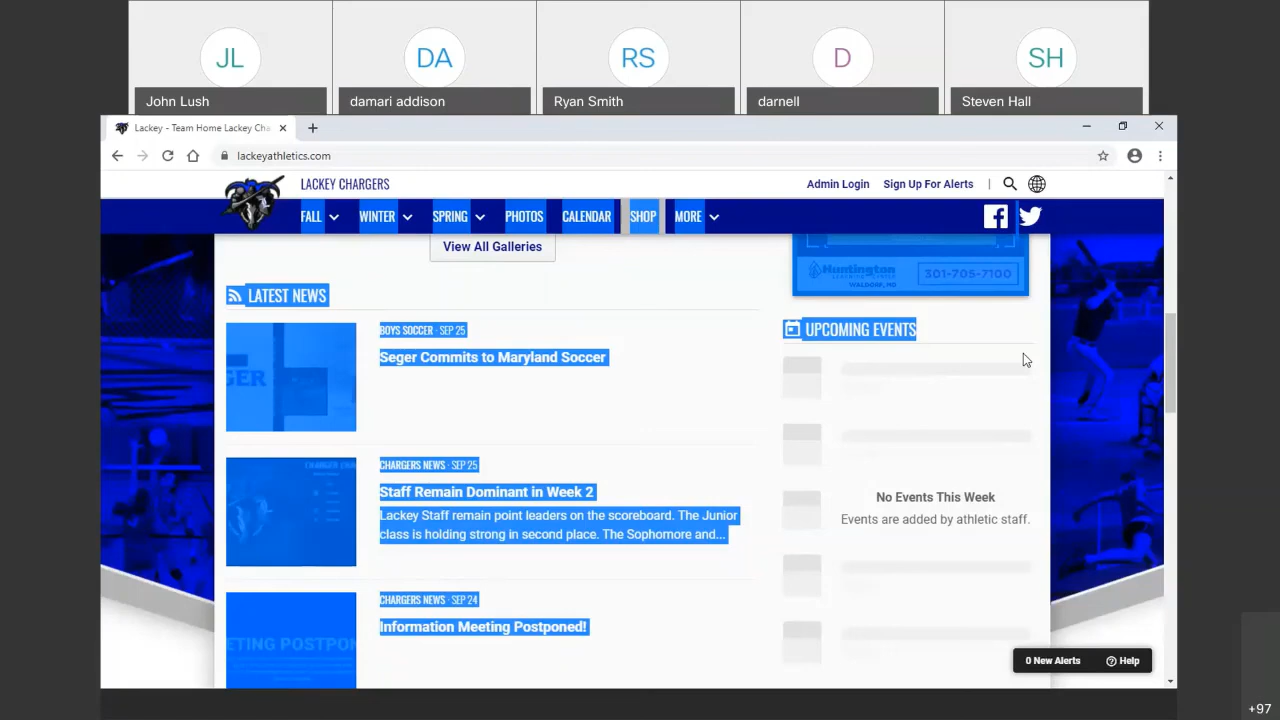 JL
DA
RS
D
SH
John Lush
damari addison
Ryan Smith
darnell
Steven Hall
Lackey - Team Home Lackey Cha
lackeyathletics.com
LACKEY CHARGERS
Admin Login
Sign Up For Alerts
FALL
WINTER
SPRING
PHOTOS
CALENDAR
SHOP
MORE
View All Galleries
Huntington
WALDORF, MD
301-705-7100
LATEST NEWS
BOYS SOCCER · SEP 25
Seger Commits to Maryland Soccer
CHARGERS NEWS · SEP 25
Staff Remain Dominant in Week 2
Lackey Staff remain point leaders on the scoreboard. The Junior
class is holding strong in second place. The Sophomore and...
CHARGERS NEWS · SEP 24
Information Meeting Postponed!
ETING POSTPON
UPCOMING EVENTS
No Events This Week
Events are added by athletic staff.
0 New Alerts
Help
+97